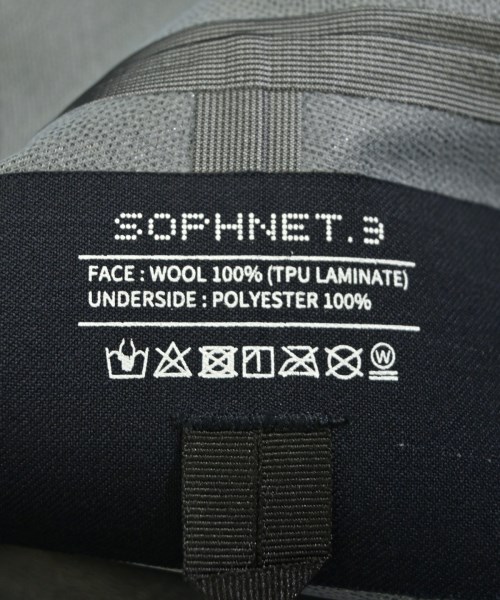 SOPHNET.3
FACE : WOOL 100% (TPU LAMINATE)
UNDERSIDE : POLYESTER 100%
W